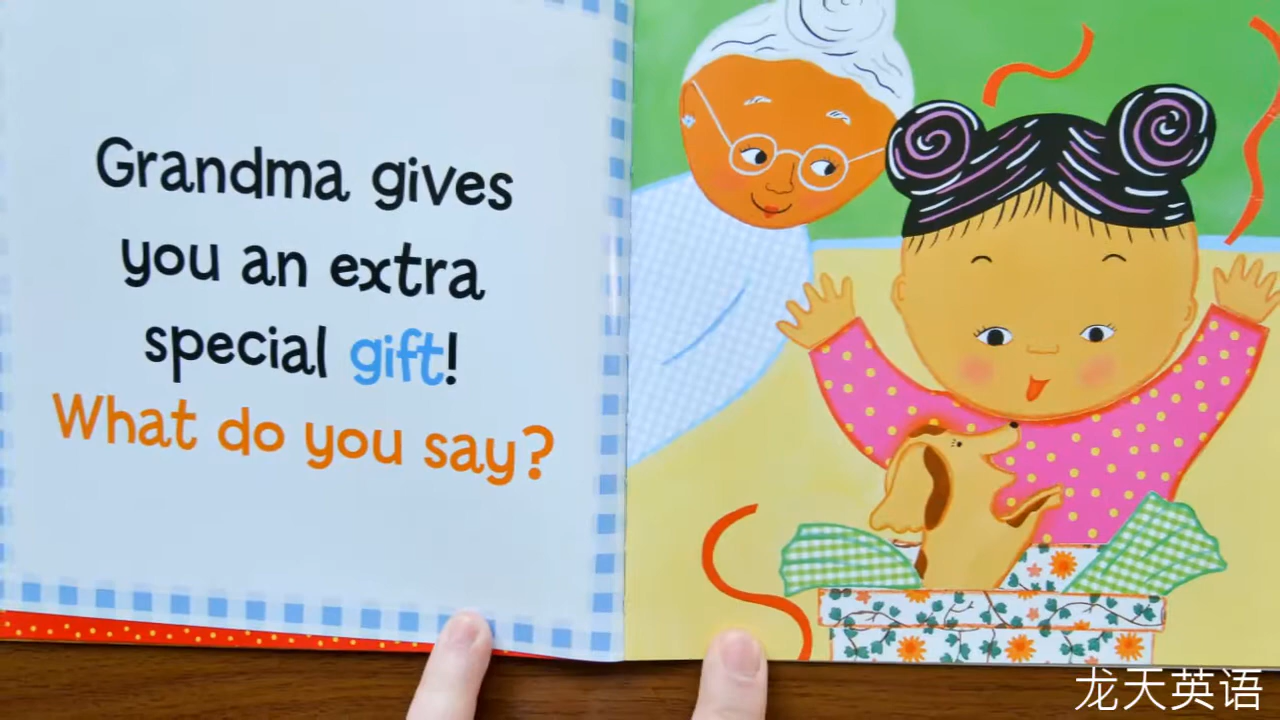 Grandma gives
you an extra
special gift!
What do you say?
龙天英语